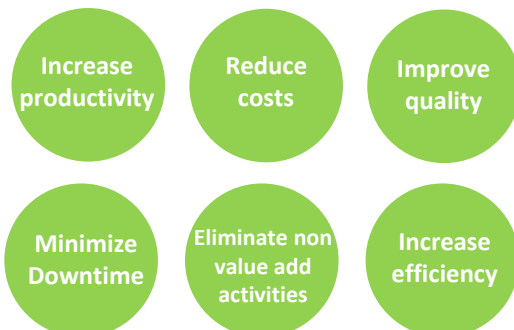 Increase
productivity
Reduce
costs
Improve
quality
Minimize
Downtime
Eliminate non
value add
activities
Increase
efficiency